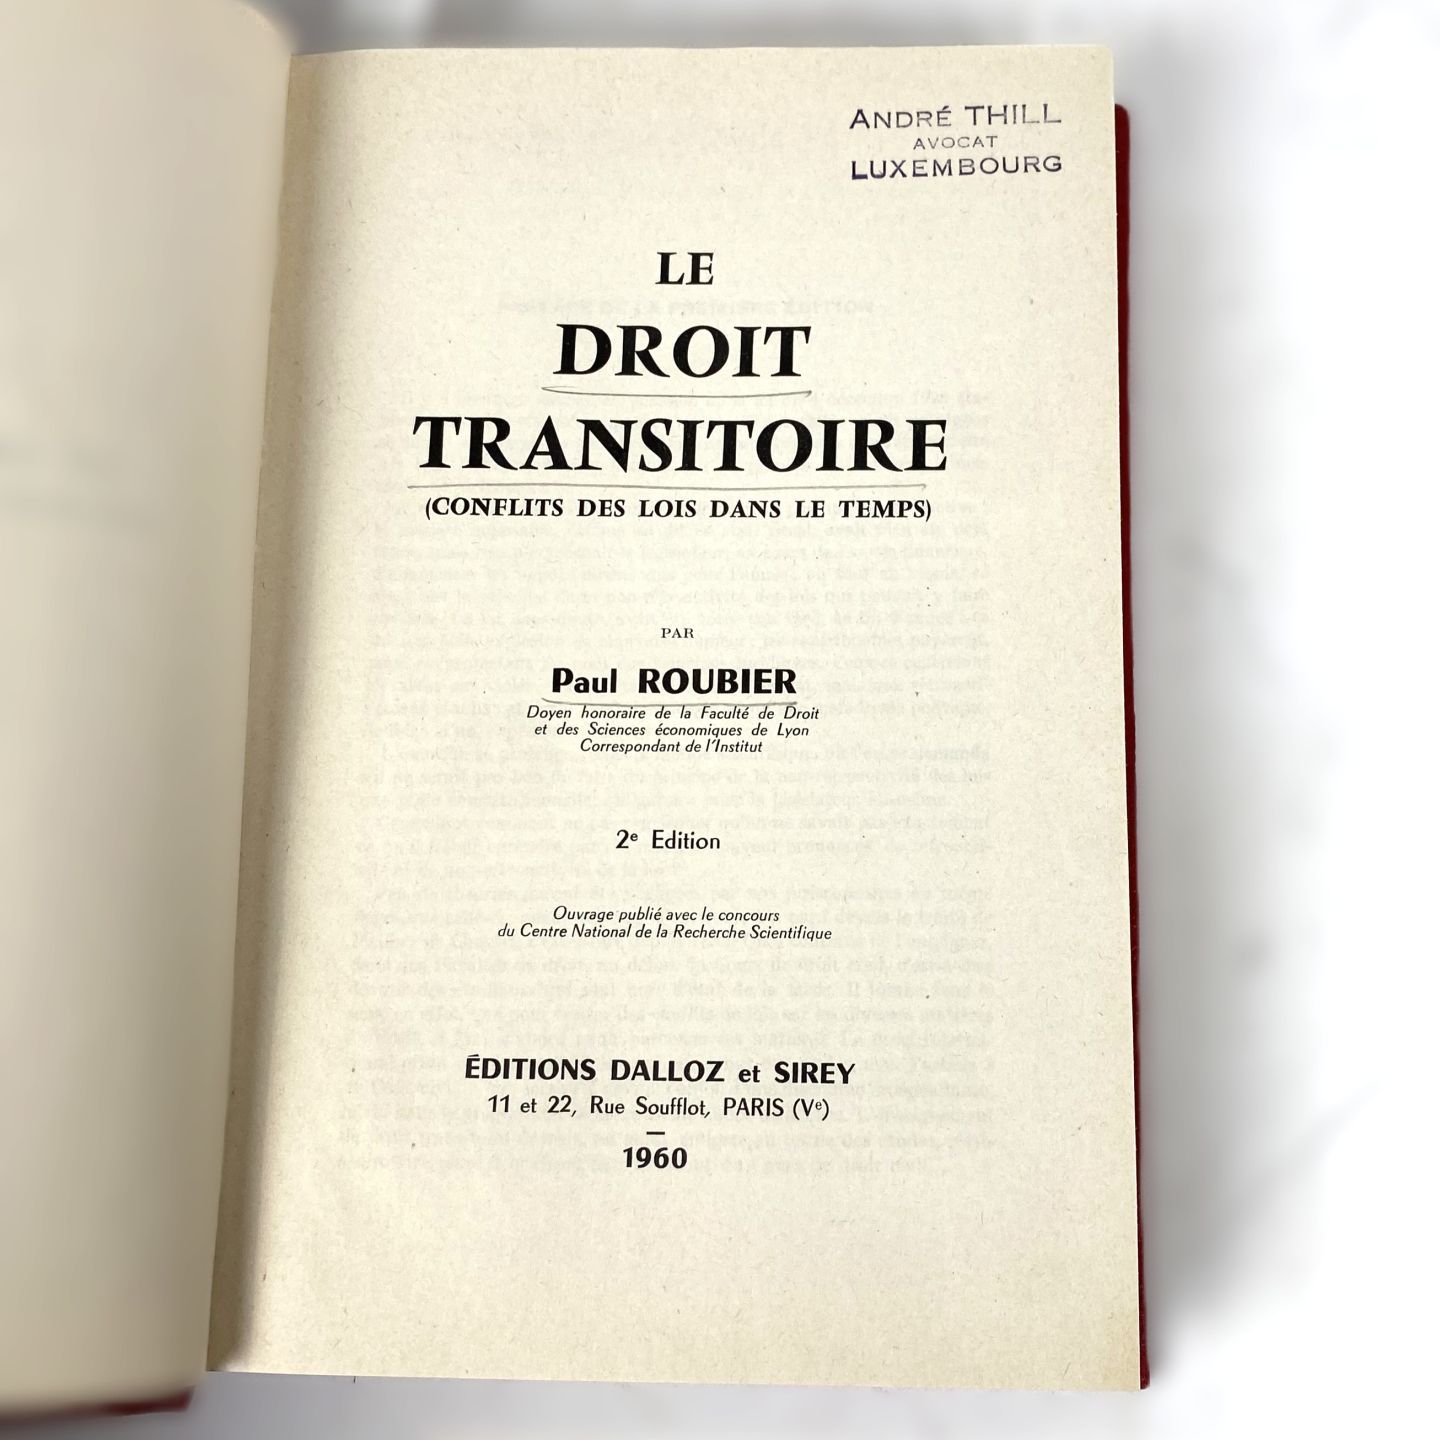 ANDRÉ THILL
AVOCAT
LUXEMBOURG
LE
DROIT
TRANSITOIRE
(CONFLITS DES LOIS DANS LE TEMPS)
PAR
Paul ROUBIER
Doyen honoraire de la Faculté de Droit
et des Sciences économiques de Lyon
Correspondant de l'Institut
2e Edition
Ouvrage publié avec le concours
du Centre National de la Recherche Scientifique
ÉDITIONS DALLOZ et SIREY
11 et 22, Rue Soufflot, PARIS (Ve)
1960